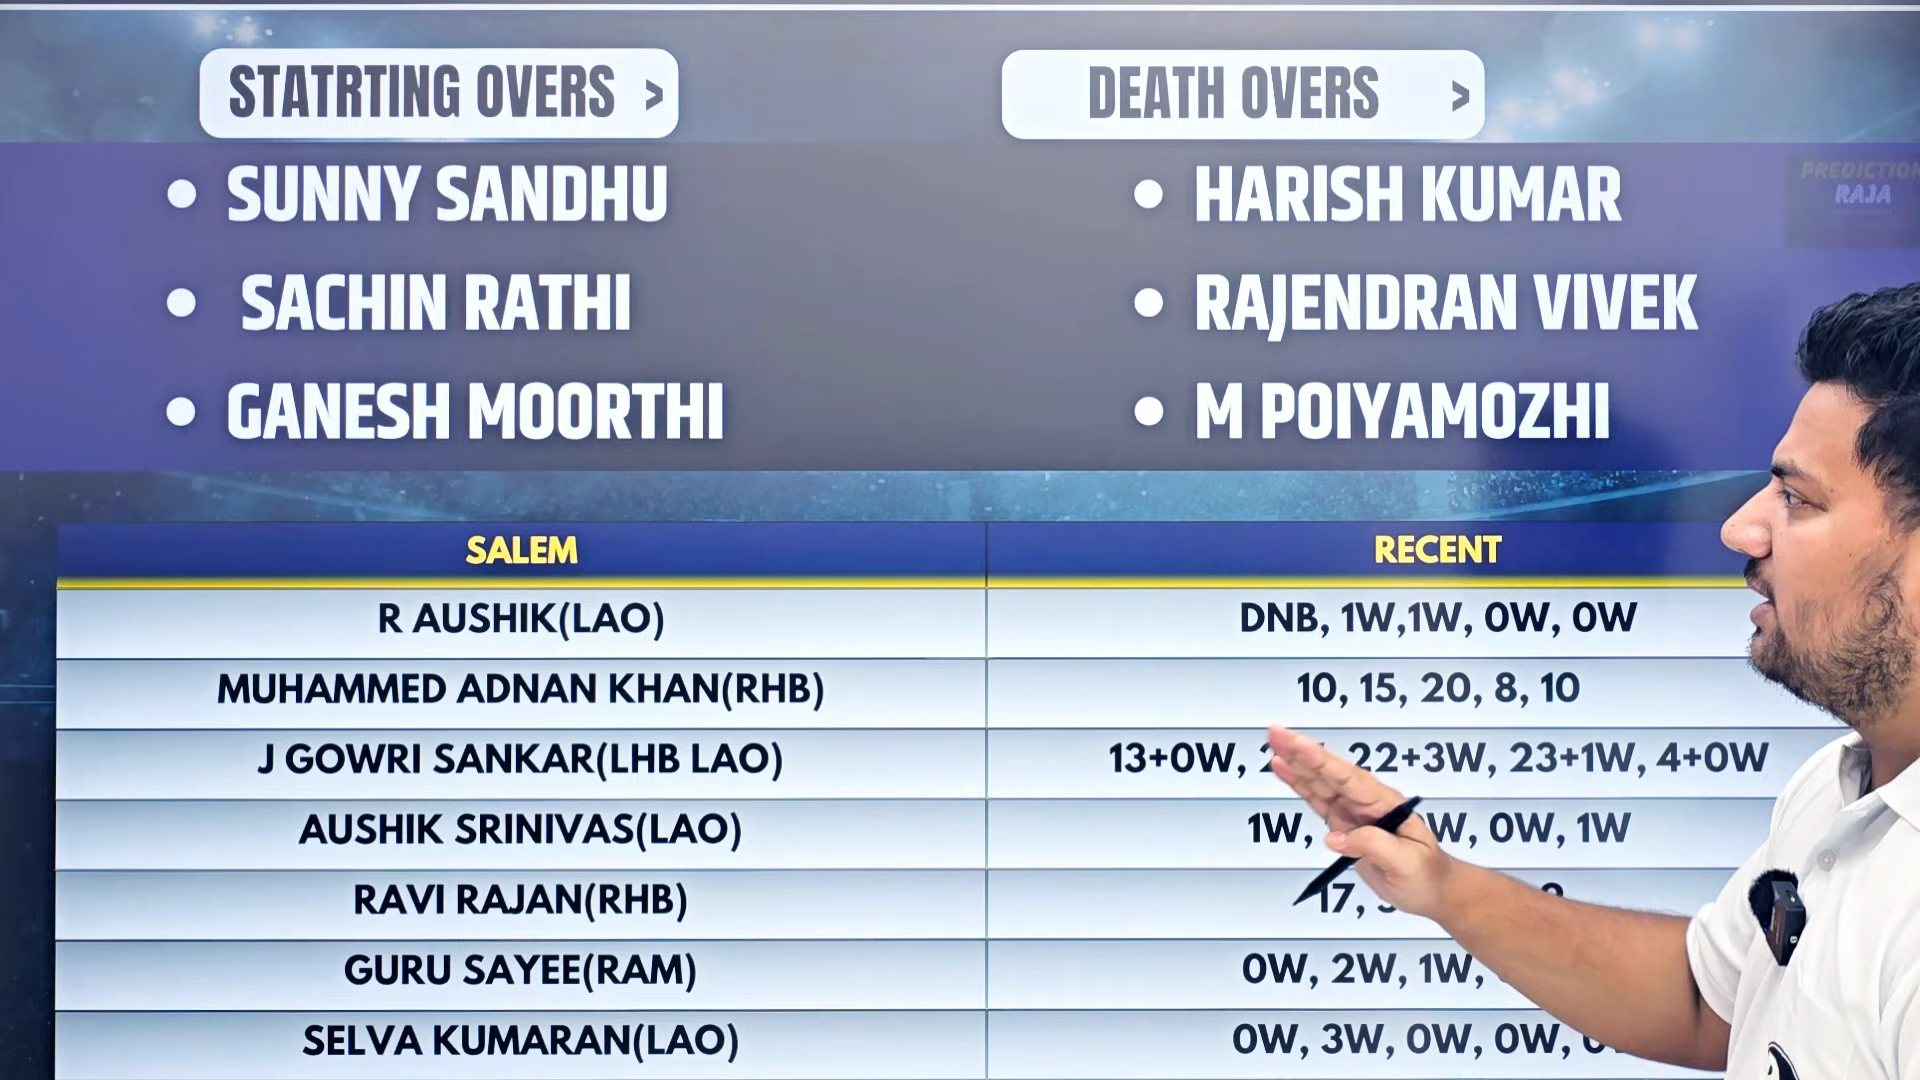 STATRTING OVERS >
DEATH OVERS >
• SUNNY SANDHU
• SACHIN RATHI
• GANESH MOORTHI
• HARISH KUMAR
• RAJENDRAN VIVEK
• M POIYAMOZHI
PREDICTION
RAJA
SALEM RECENT
R AUSHIK(LAO) DNB, 1W,1W, 0W, 0W
MUHAMMED ADNAN KHAN(RHB) 10, 15, 20, 8, 10
J GOWRI SANKAR(LHB LAO) 13+0W, 22+3W, 23+1W, 4+0W
AUSHIK SRINIVAS(LAO) 1W, 0W, 1W
RAVI RAJAN(RHB) 17,
GURU SAYEE(RAM) 0W, 2W, 1W,
SELVA KUMARAN(LAO) 0W, 3W, 0W, 0W,